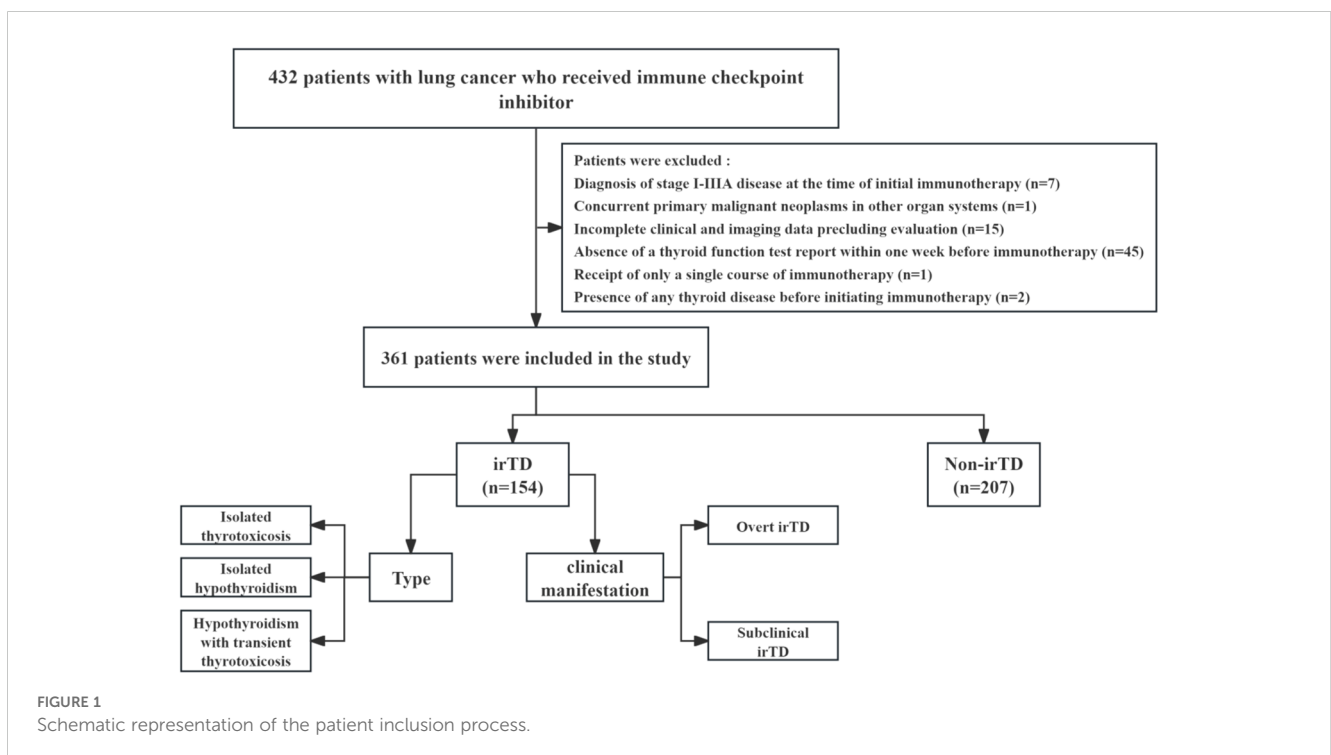 432 patients with lung cancer who received immune checkpoint
inhibitor
Patients were excluded :
Diagnosis of stage I-IIIA disease at the time of initial immunotherapy (n=7)
Concurrent primary malignant neoplasms in other organ systems (n=1)
Incomplete clinical and imaging data precluding evaluation (n=15)
Absence of a thyroid function test report within one week before immunotherapy (n=45)
Receipt of only a single course of immunotherapy (n=1)
Presence of any thyroid disease before initiating immunotherapy (n=2)
361 patients were included in the study
irTD
(n=154)
Non-irTD
(n=207)
Isolated
thyrotoxicosis
Isolated
hypothyroidism
Hypothyroidism
with transient
thyrotoxicosis
Type
clinical
manifestation
Overt irTD
Subclinical
irTD
FIGURE 1
Schematic representation of the patient inclusion process.